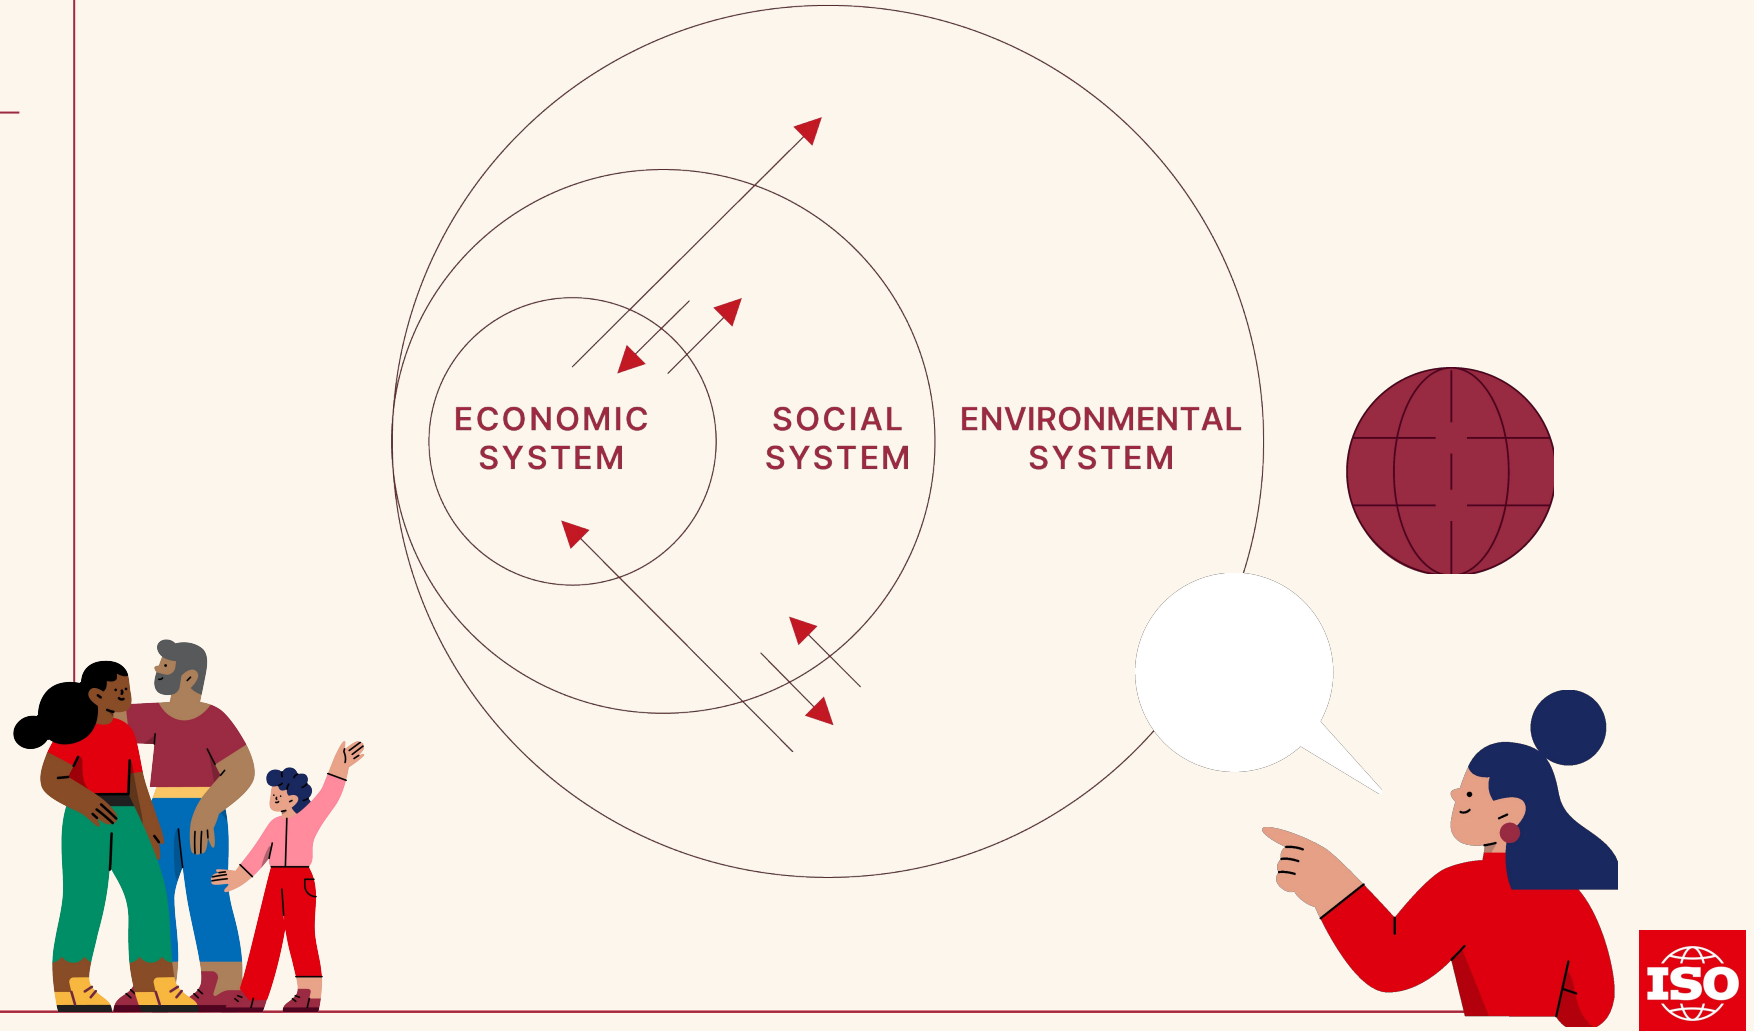 ECONOMIC
SYSTEM
SOCIAL
SYSTEM
ENVIRONMENTAL
SYSTEM
ISO